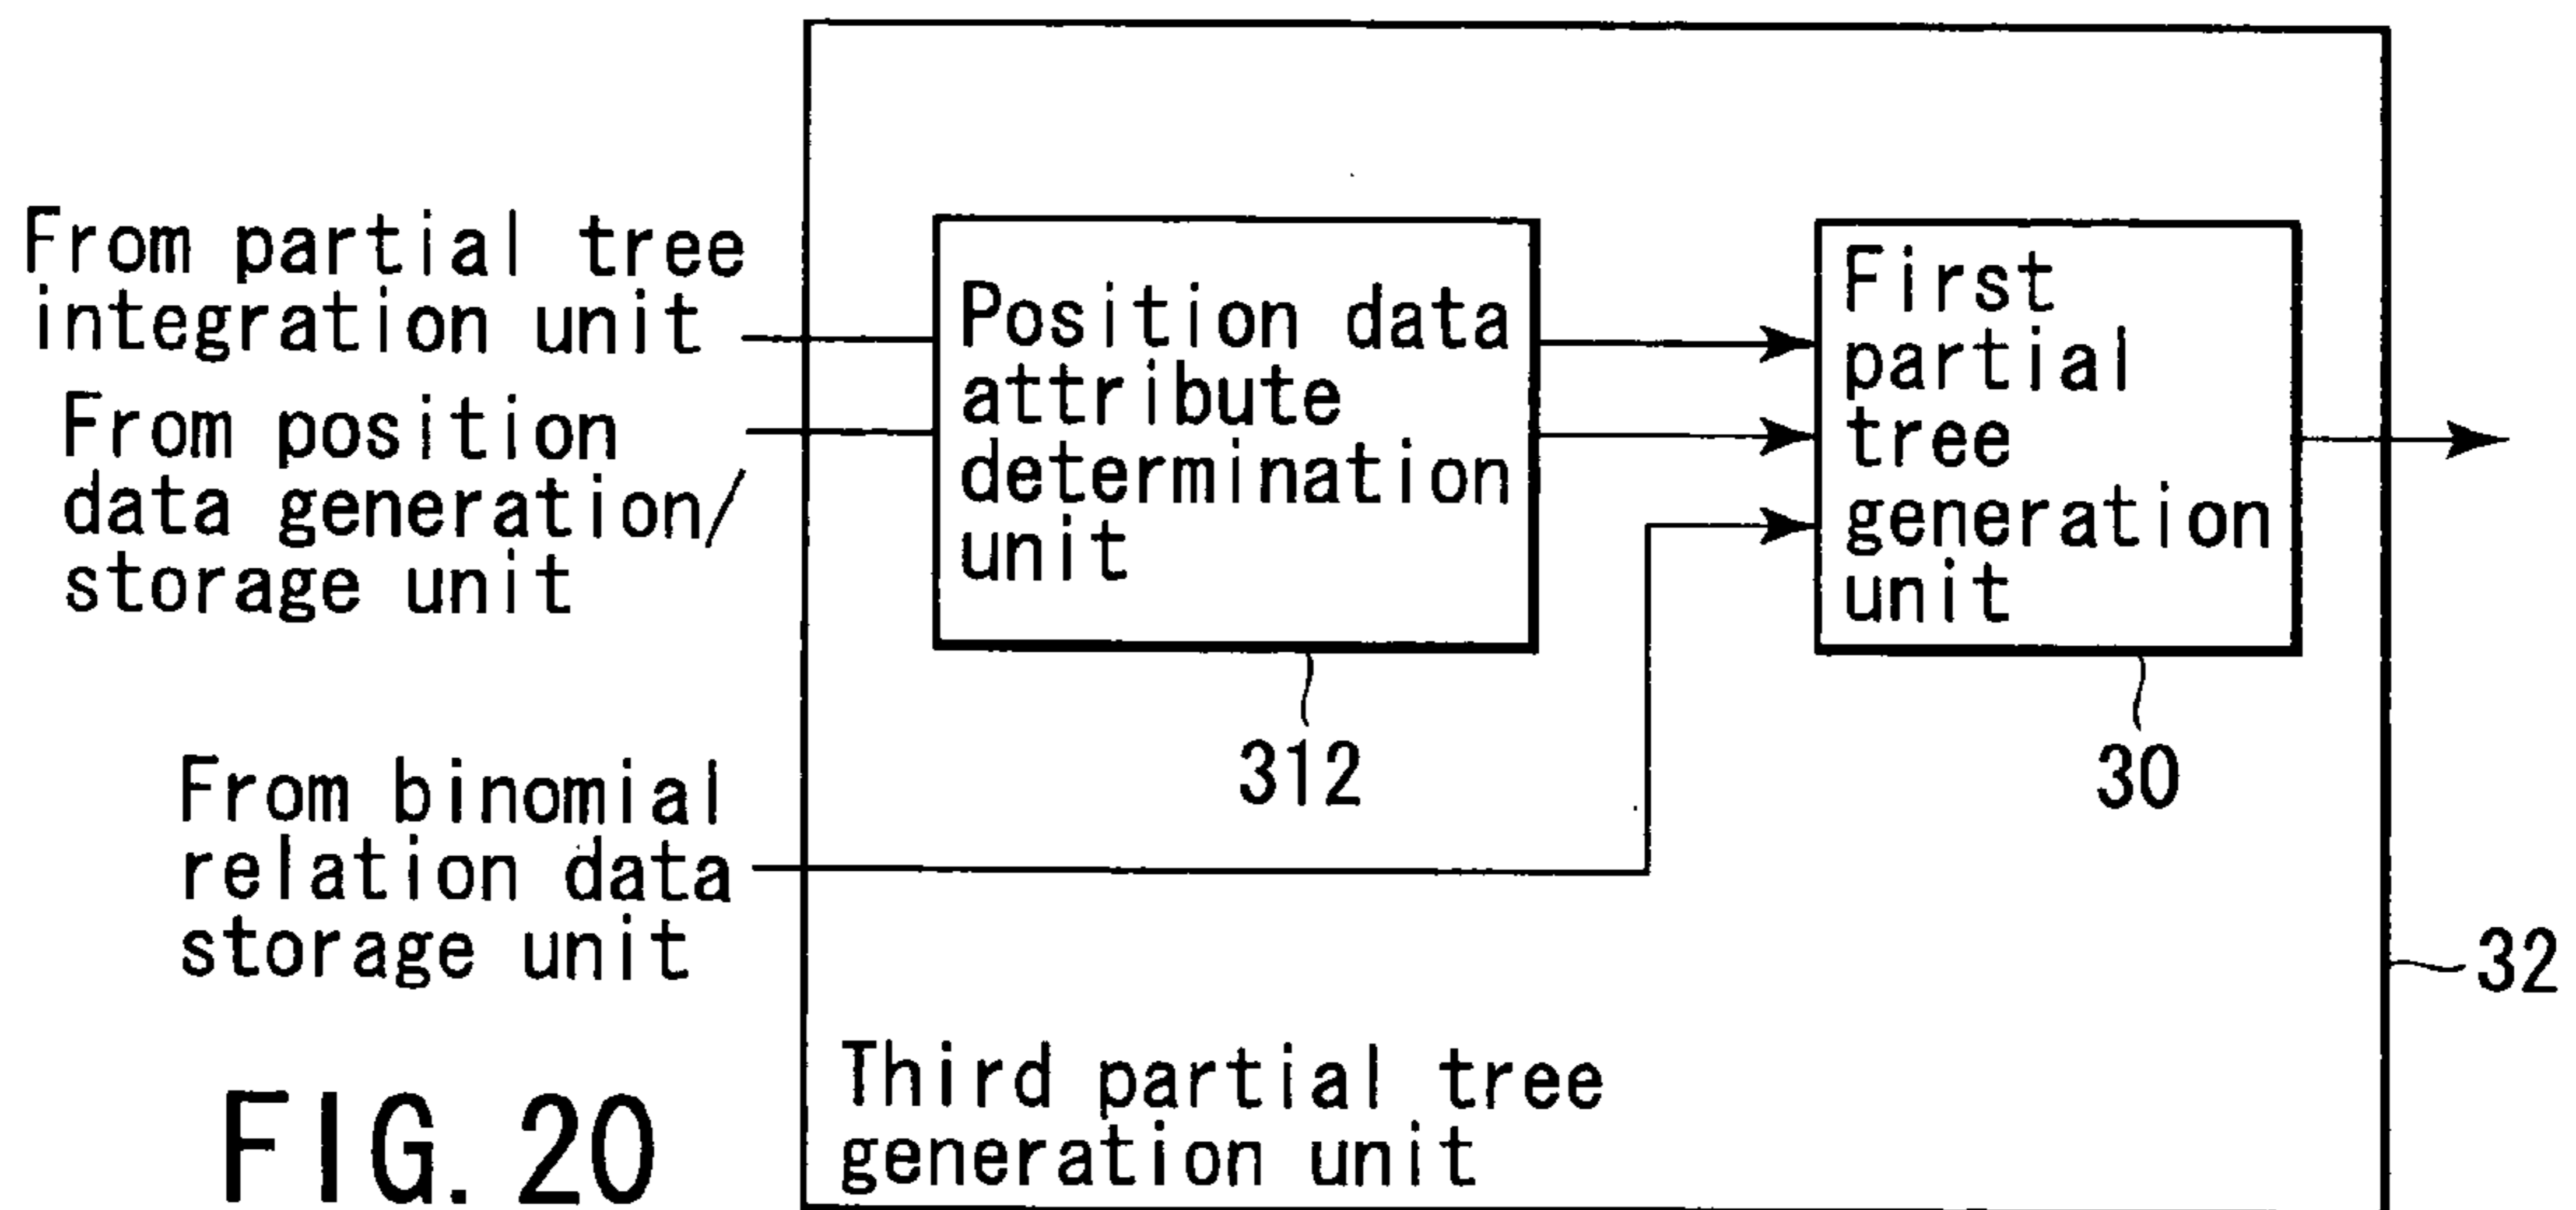 From partial tree
integration unit
From position
data generation/
storage unit
Position data
attribute
determination
unit
First
partial
tree
generation
unit
312
30
From binomial
relation data
storage unit
32
Third partial tree
generation unit
FIG. 20